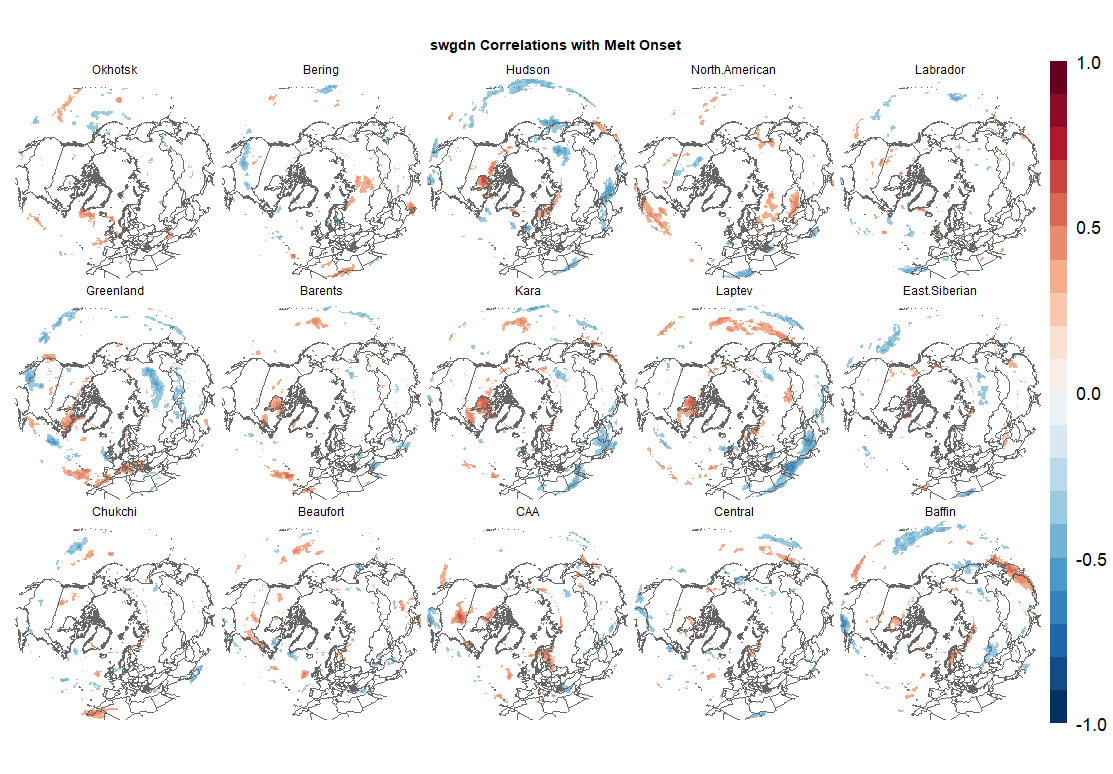 swgdn Correlations with Melt Onset
Okhotsk
Bering
Hudson
North.American
Labrador
Greenland
Barents
Kara
Laptev
East.Siberian
Chukchi
Beaufort
CAA
Central
Baffin
1.0
0.5
0.0
-0.5
-1.0